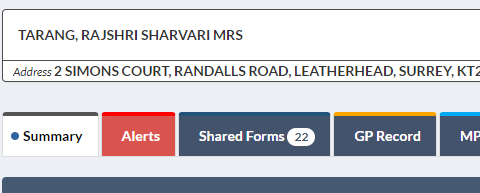 TARANG, RAJSHRI SHARVARI MRS
Address 2 SIMONS COURT, RANDALLS ROAD, LEATHERHEAD, SURREY, KT2
Summary Alerts Shared Forms 22 GP Record MP